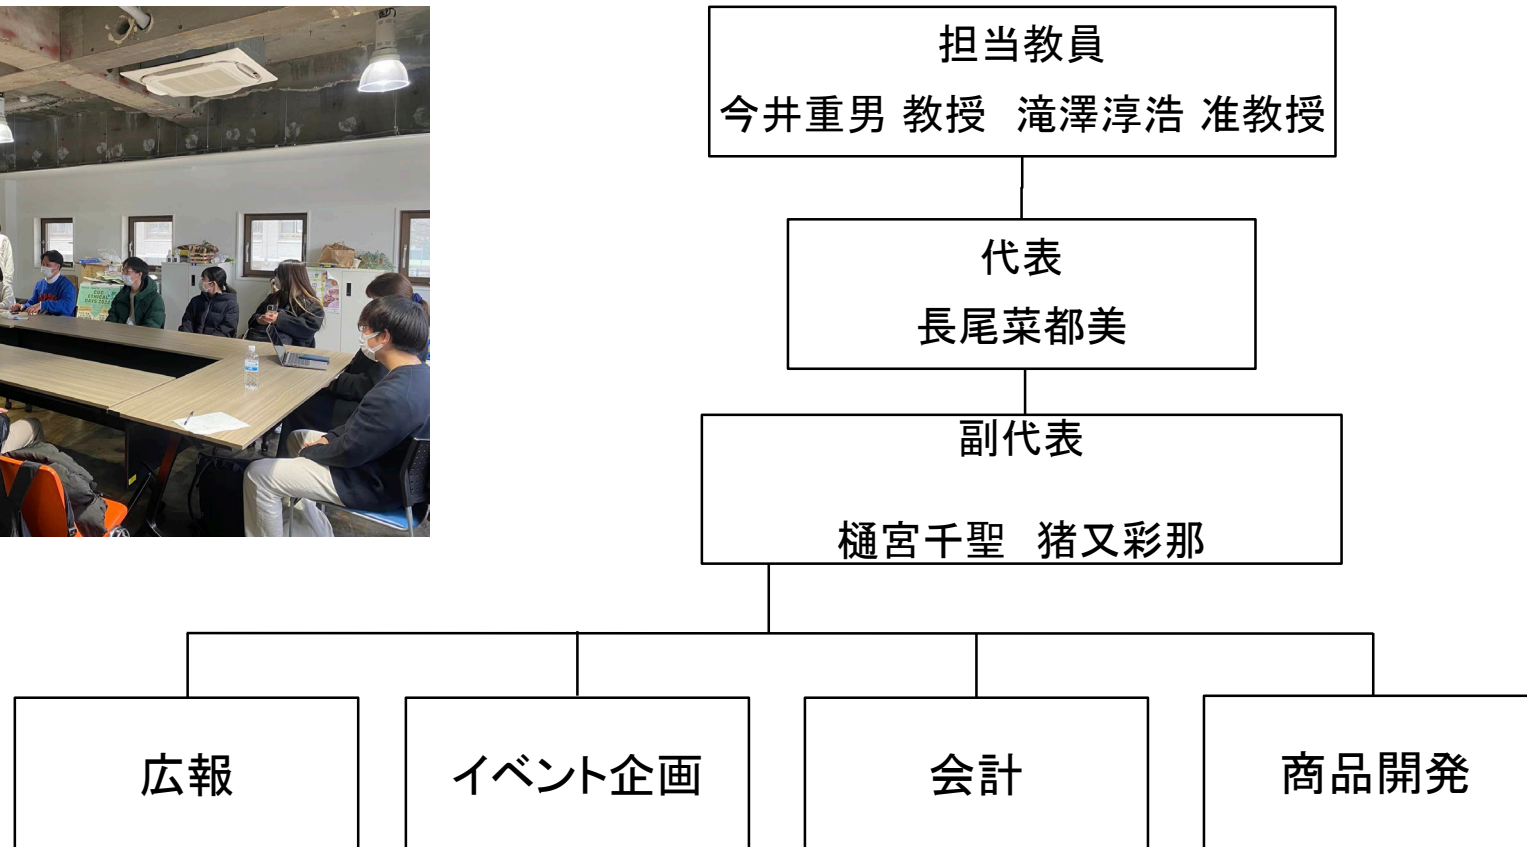 担当教員
今井重男 教授 滝澤淳浩 准教授
代表
長尾菜都美
副代表
樋宮千聖 猪又彩那
広報
イベント企画
会計
商品開発